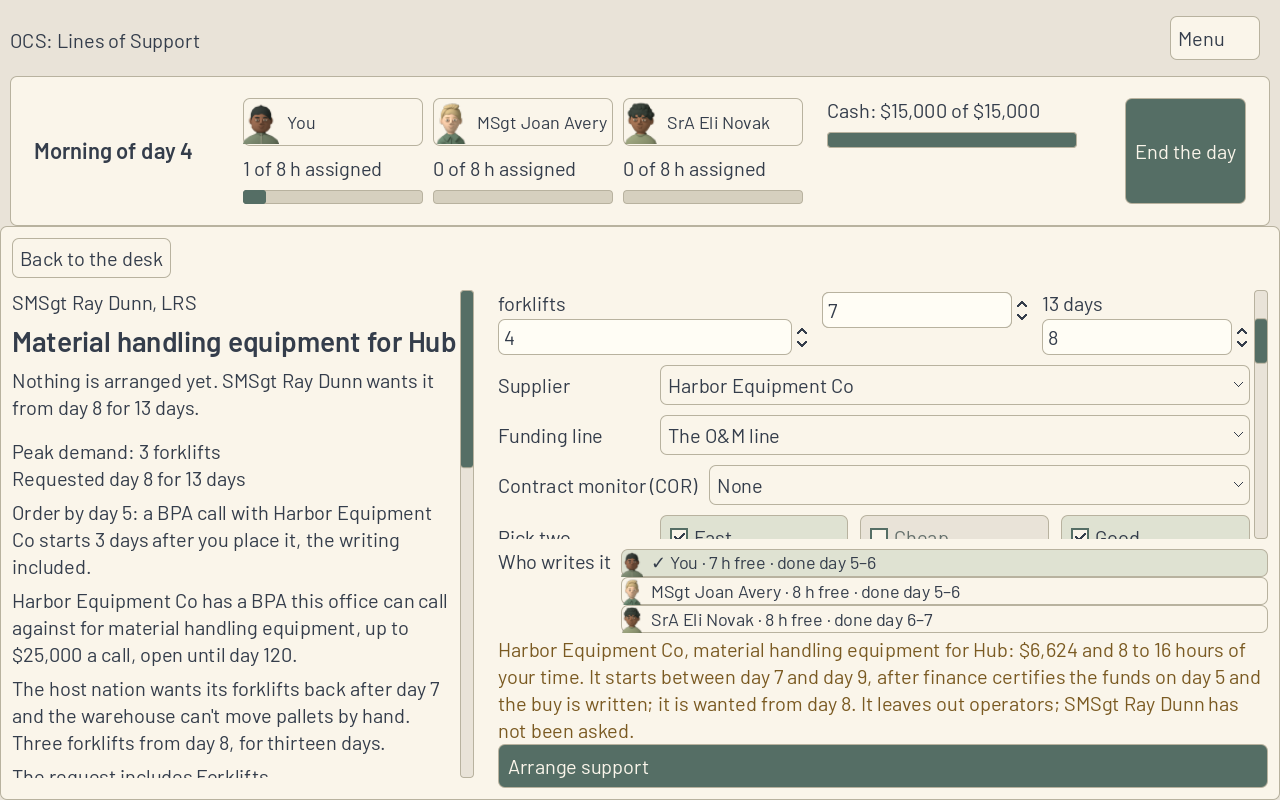 OCS: Lines of Support
Menu
Morning of day 4
You
1 of 8 h assigned
MSgt Joan Avery
0 of 8 h assigned
SrA Eli Novak
0 of 8 h assigned
Cash: $15,000 of $15,000
End the day
Back to the desk
SMSgt Ray Dunn, LRS
Material handling equipment for Hub
Nothing is arranged yet. SMSgt Ray Dunn wants it
from day 8 for 13 days.
Peak demand: 3 forklifts
Requested day 8 for 13 days
Order by day 5: a BPA call with Harbor Equipment
Co starts 3 days after you place it, the writing
included.
Harbor Equipment Co has a BPA this office can call
against for material handling equipment, up to
$25,000 a call, open until day 120.
The host nation wants its forklifts back after day 7
and the warehouse can't move pallets by hand.
Three forklifts from day 8, for thirteen days.
The request includes Forklifts
forklifts
4
7
13 days
8
Supplier
Harbor Equipment Co
Funding line
The O&M line
Contract monitor (COR)
None
Pick two
Fast
Cheap
Good
Who writes it
✓ You · 7 h free · done day 5–6
MSgt Joan Avery · 8 h free · done day 5–6
SrA Eli Novak · 8 h free · done day 6–7
Harbor Equipment Co, material handling equipment for Hub: $6,624 and 8 to 16 hours of
your time. It starts between day 7 and day 9, after finance certifies the funds on day 5 and
the buy is written; it is wanted from day 8. It leaves out operators; SMSgt Ray Dunn has
not been asked.
Arrange support